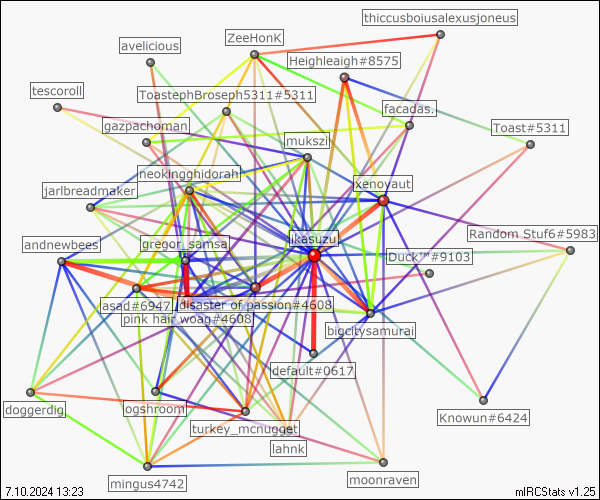 thiccusboiusalexusjoneus
ZeeHonK
avelicious
Heighleigh#8575
tescoroll
ToastephBroseph5311#5311
facadas.
gazpachoman
Toast#5311
mukszi
neokingghidorah
xenovaut
jarlbreadmaker
Random Stuf6#5983
ikasuzu
andnewbees
gregor_samsa
Duck™#9103
asad#6947
disaster of passion#4608
pink hair woag#4608
bigcitysamurai
default#0617
doggerdig
ogshroom
Knowun#6424
turkey_mcnugget
lahnk
mingus4742
moonraven
7.10.2024 13:23
mIRCStats v1.25